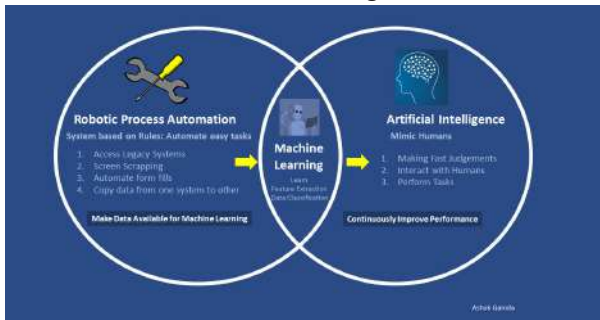 Robotic Process Automation
System based on Rules: Automate easy tasks
1. Access Legacy Systems
2. Screen Scrapping
3. Automate form fills
4. Copy data from one system to other
Make Data Available for Machine Learning
Machine
Learning
Learn
Feature Extraction
Data Classification
Artificial Intelligence
Mimic Humans
1. Making Fast Judgements
2. Interact with Humans
3. Perform Tasks
Continuously Improve Performance
Ashok